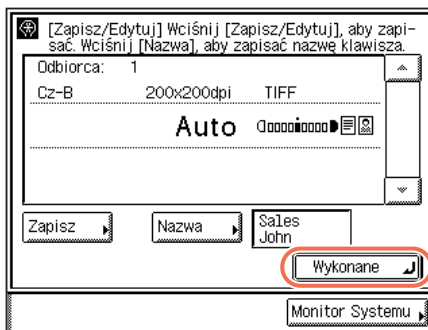 [Zapisz/Edytuj] Wciśnij [Zapisz/Edytuj], aby zapi-
sać. Wciśnij [Nazwa], aby zapisać nazwę klawisza.
Odbiorca: 1
Cz-B 200x200dpi TIFF
Auto
Zapisz Nazwa Sales
John
Wykonane
Monitor Systemu